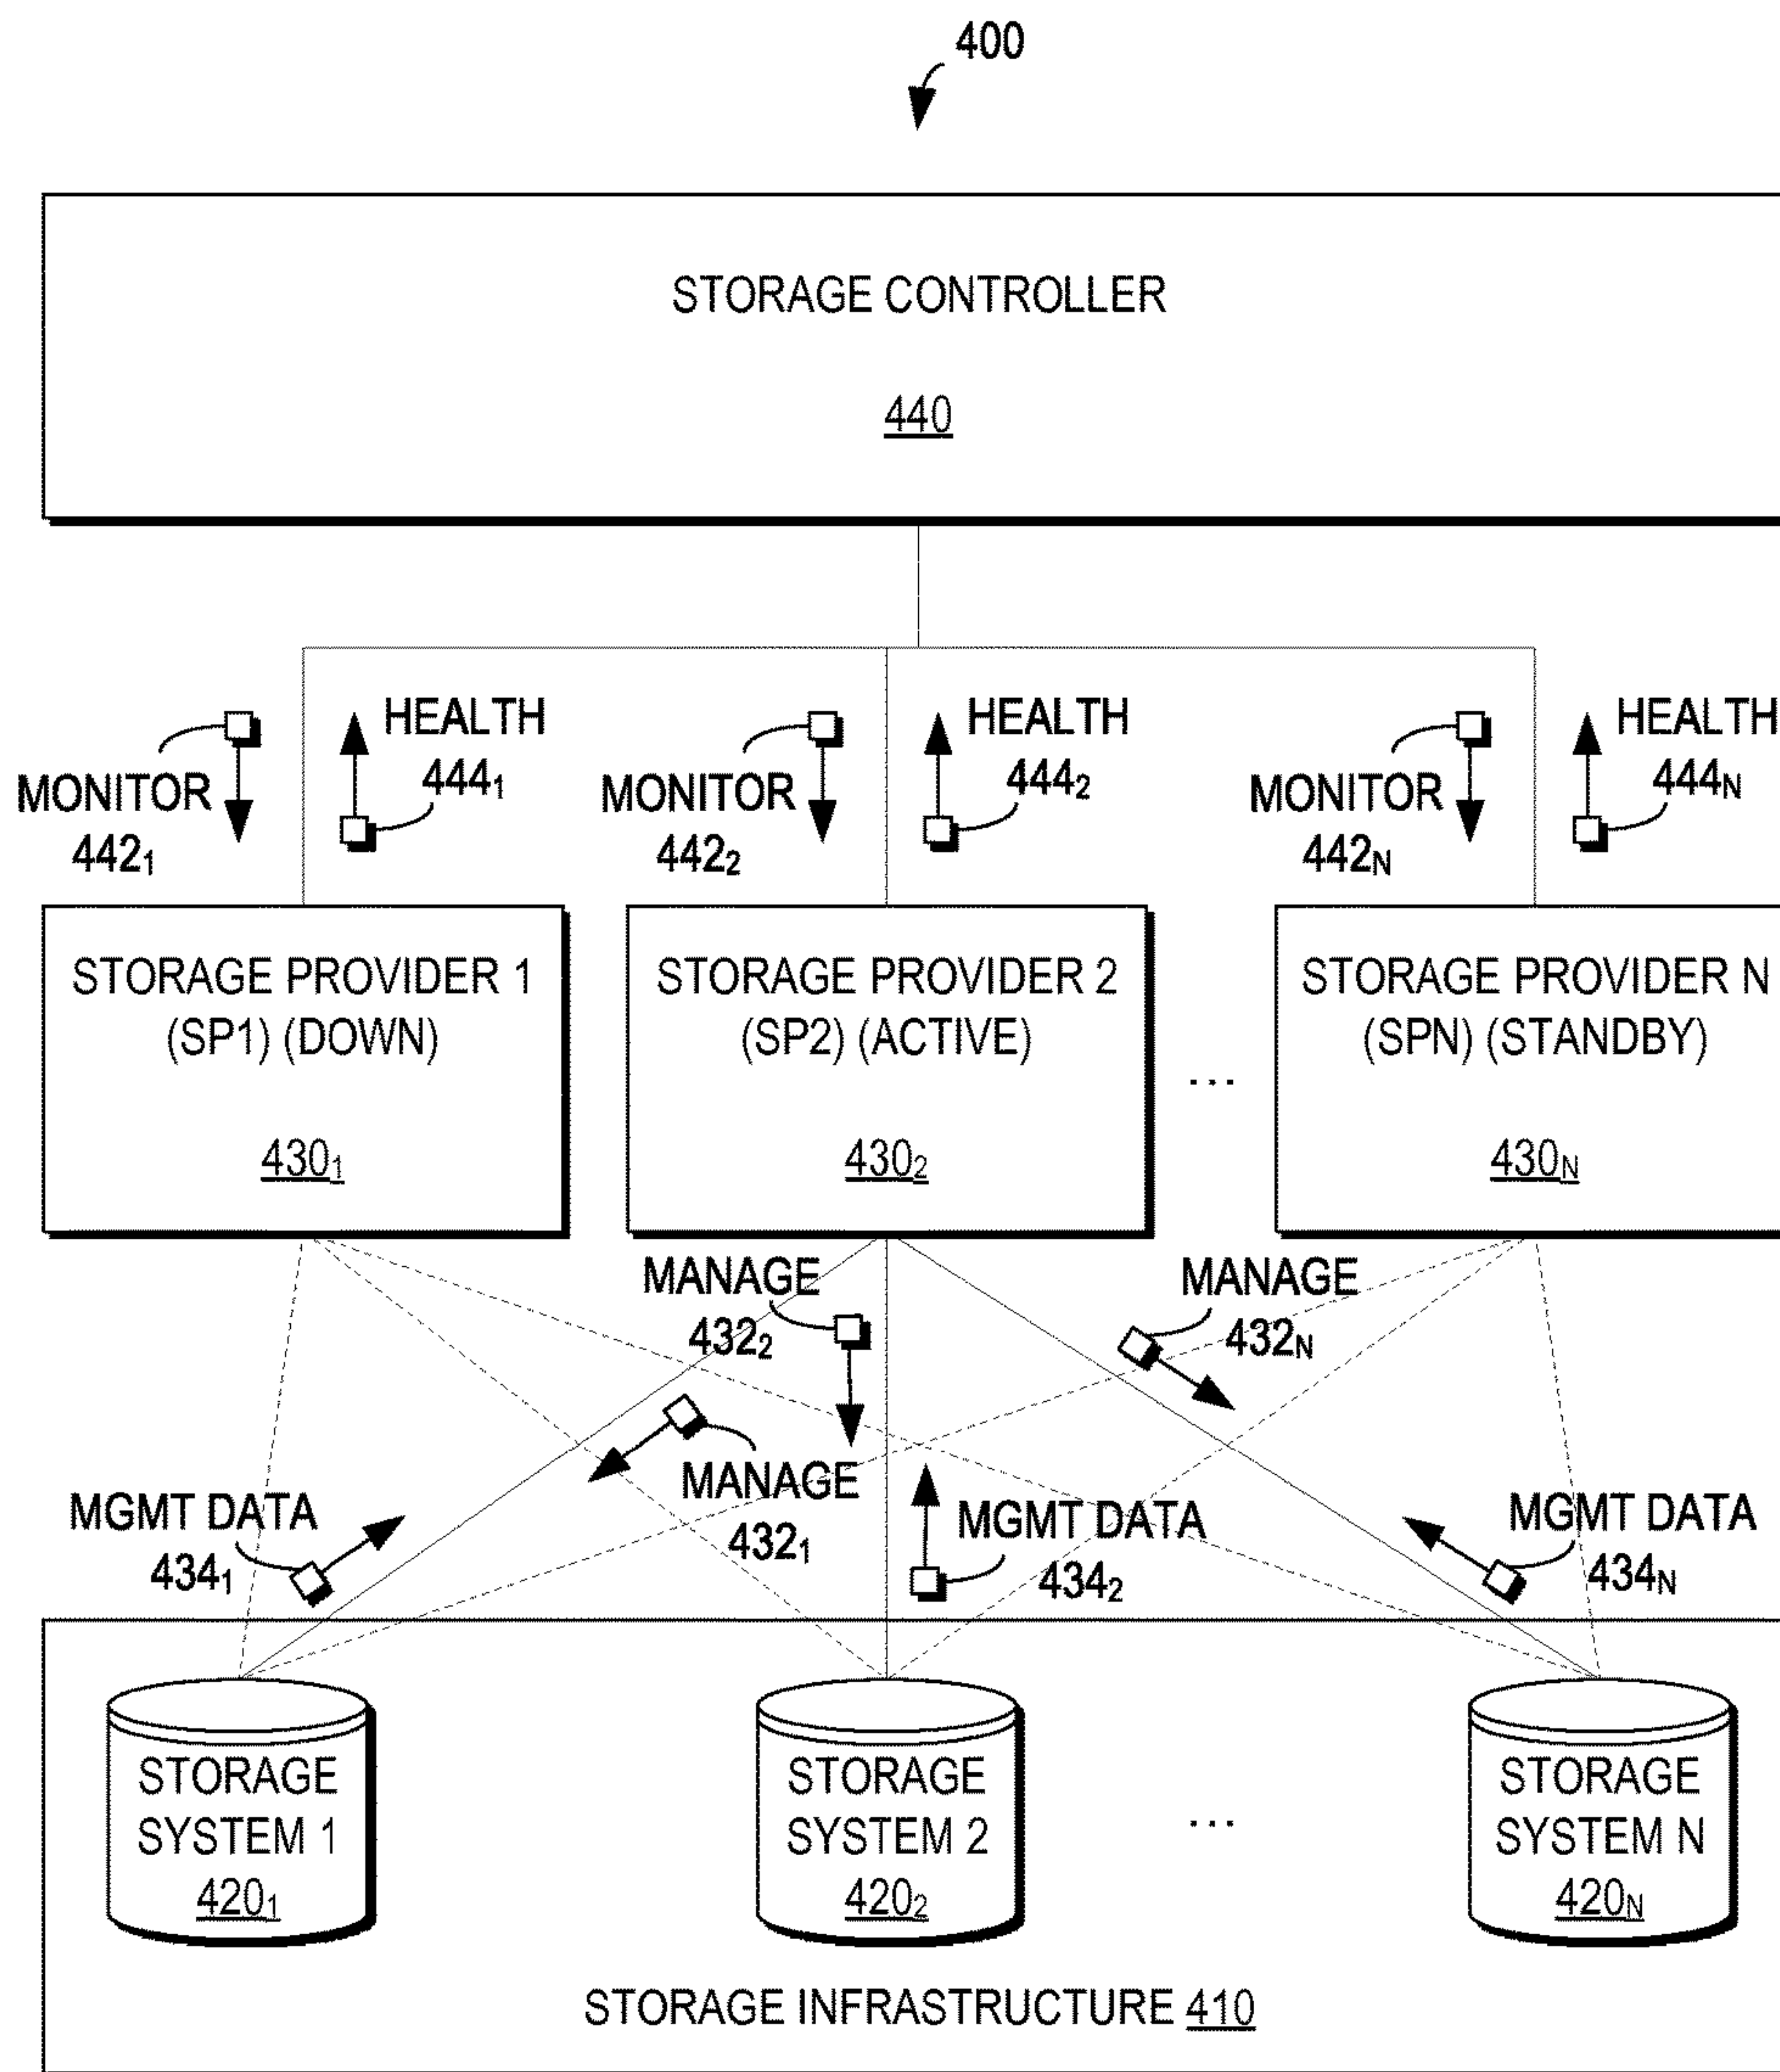 400
STORAGE CONTROLLER
440
HEALTH
444₁
MONITOR
442₁
HEALTH
444₂
MONITOR
442₂
HEALTH
444N
MONITOR
442N
STORAGE PROVIDER 1
(SP1) (DOWN)
430₁
STORAGE PROVIDER 2
(SP2) (ACTIVE)
430₂
...
STORAGE PROVIDER N
(SPN) (STANDBY)
430N
MANAGE
432₂
MANAGE
432N
MANAGE
432₁
MGMT DATA
434₁
MGMT DATA
434₂
MGMT DATA
434N
STORAGE
SYSTEM 1
420₁
STORAGE
SYSTEM 2
420₂
...
STORAGE
SYSTEM N
420N
STORAGE INFRASTRUCTURE 410